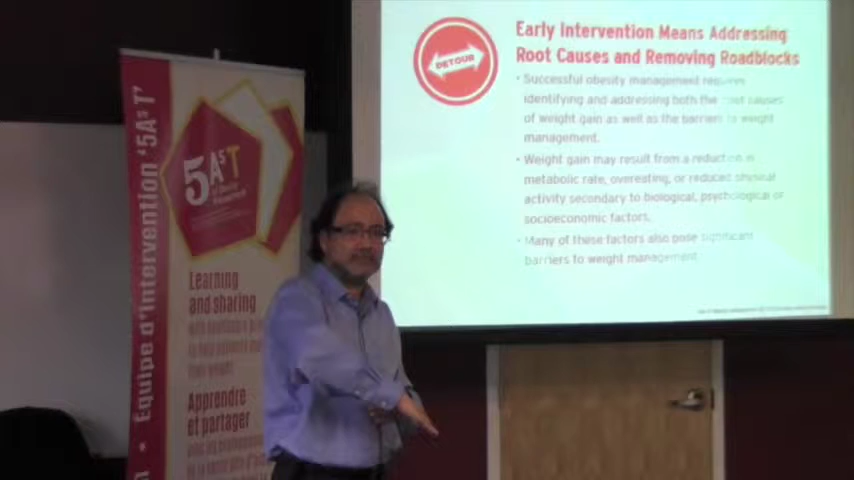 Équipe d'Intervention '5As T'
5AsT
Learning
and sharing
Apprendre
et partager
DETOUR
Early Intervention Means Addressing
Root Causes and Removing Roadblocks
• Successful obesity management requires
identifying and addressing both the root causes
of weight gain as well as the barriers to weight
management.
• Weight gain may result from a reduction in
metabolic rate, overeating, or reduced physical
activity secondary to biological, psychological or
socioeconomic factors.
• Many of these factors also pose significant
barriers to weight management.